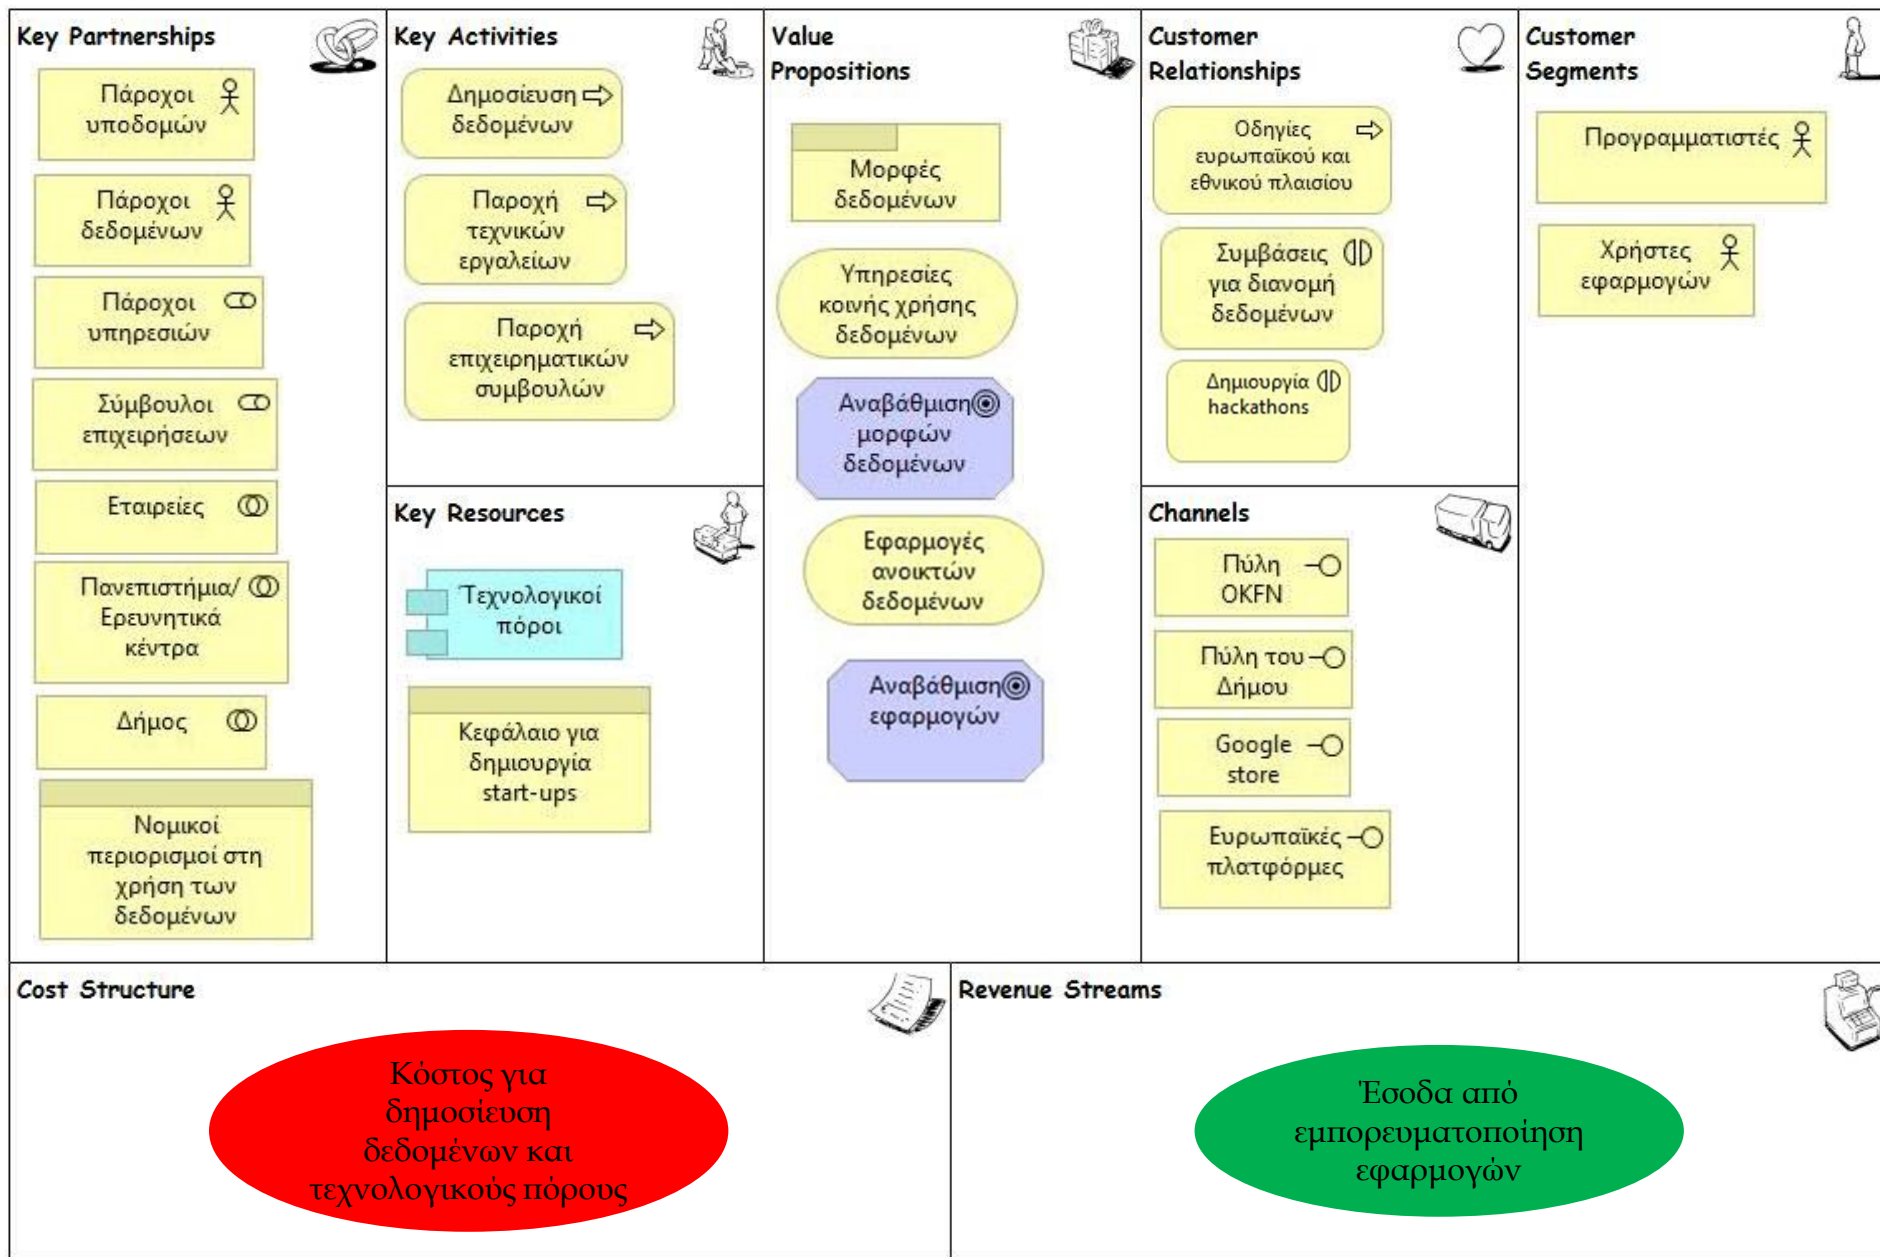 Key Partnerships
Πάροχοι
υποδομών
Πάροχοι
δεδομένων
Πάροχοι
υπηρεσιών
Σύμβουλοι
επιχειρήσεων
Εταιρείες
Πανεπιστήμια/
Ερευνητικά
κέντρα
Δήμος
Νομικοί
περιορισμοί στη
χρήση των
δεδομένων
Key Activities
Δημοσίευση
δεδομένων
Παροχή
τεχνικών
εργαλείων
Παροχή
επιχειρηματικών
συμβουλών
Key Resources
Τεχνολογικοί
πόροι
Κεφάλαιο για
δημιουργία
start-ups
Value
Propositions
Μορφές
δεδομένων
Υπηρεσίες
κοινής χρήσης
δεδομένων
Αναβάθμιση
μορφών
δεδομένων
Εφαρμογές
ανοικτών
δεδομένων
Αναβάθμιση
εφαρμογών
Customer
Relationships
Οδηγίες
ευρωπαϊκού και
εθνικού πλαισίου
Συμβάσεις
για διανομή
δεδομένων
Δημιουργία
hackathons
Channels
Πύλη
OKFN
Πύλη του
Δήμου
Google
store
Ευρωπαϊκές
πλατφόρμες
Customer
Segments
Προγραμματιστές
Χρήστες
εφαρμογών
Cost Structure
Κόστος για
δημοσίευση
δεδομένων και
τεχνολογικούς πόρους
Revenue Streams
Έσοδα από
εμπορευματοποίηση
εφαρμογών